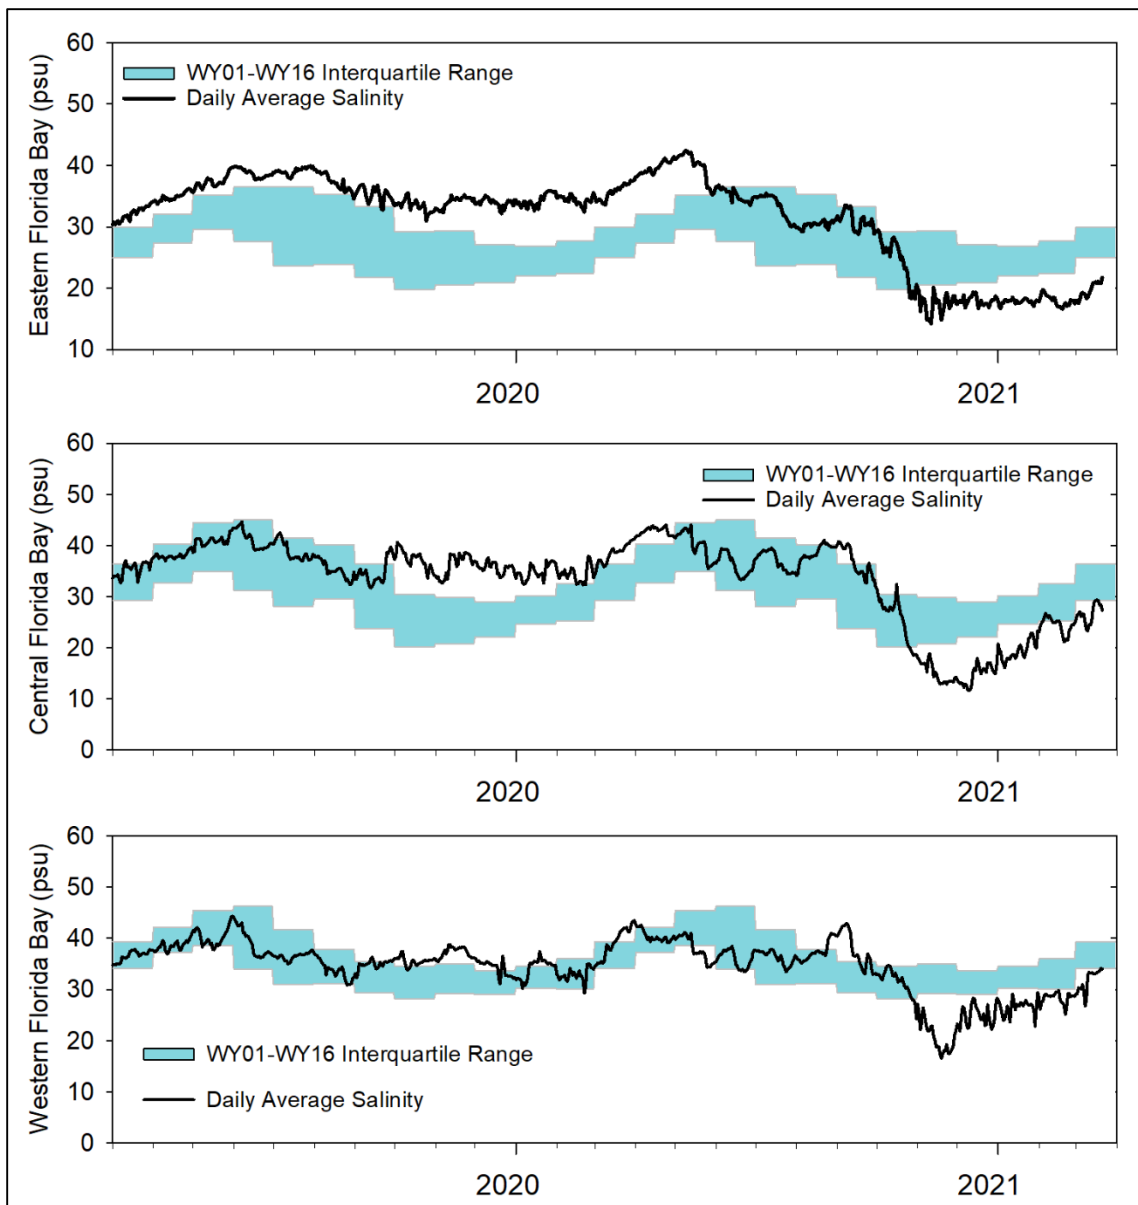 Eastern Florida Bay (psu)
60
50
40
30
20
10
WY01-WY16 Interquartile Range
Daily Average Salinity
2020
2021
Central Florida Bay (psu)
60
50
40
30
20
10
0
WY01-WY16 Interquartile Range
Daily Average Salinity
2020
2021
Western Florida Bay (psu)
60
50
40
30
20
10
0
WY01-WY16 Interquartile Range
Daily Average Salinity
2020
2021